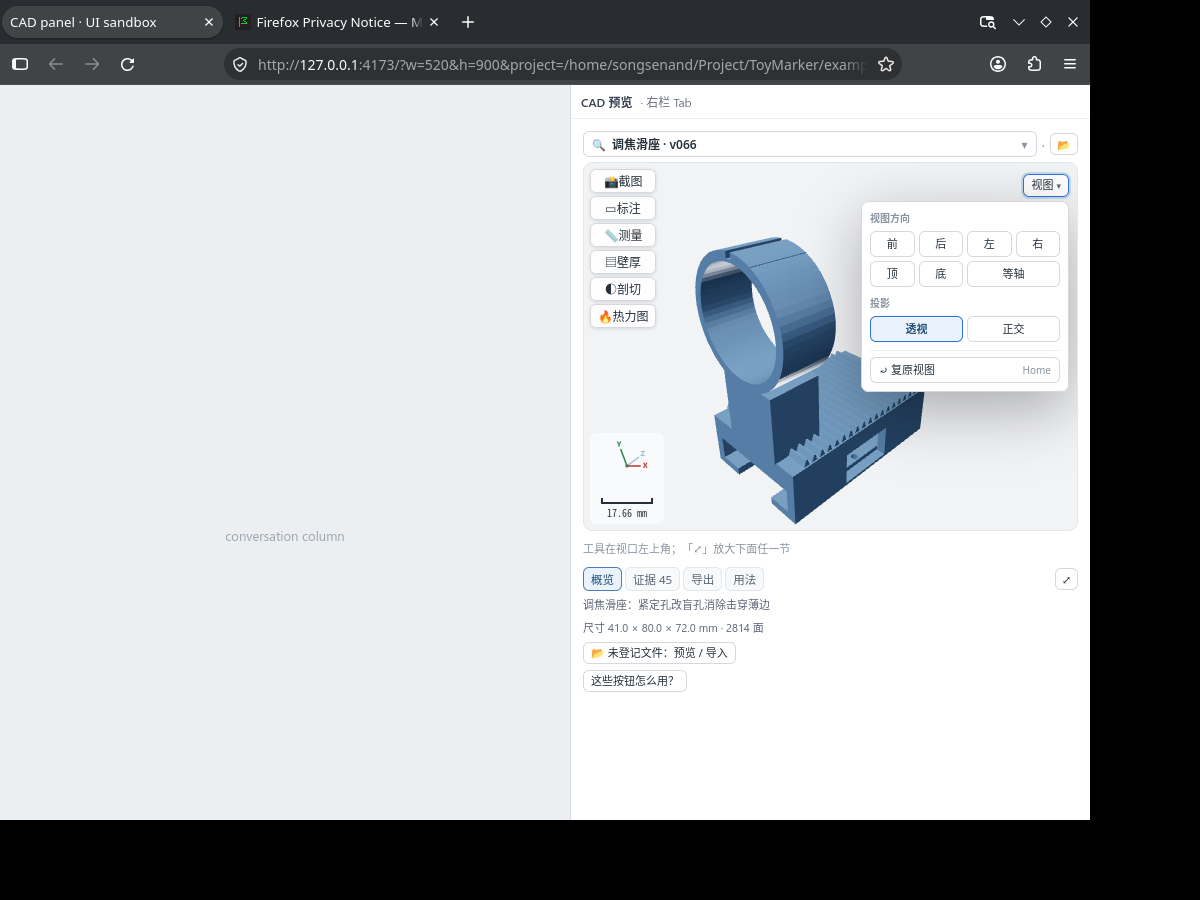 CAD panel · UI sandbox
Firefox Privacy Notice — M
http://127.0.0.1:4173/?w=520&h=900&project=/home/songsenand/Project/ToyMarker/examp
CAD 预览 · 右栏 Tab
调焦滑座 · v066
截图
标注
测量
壁厚
剖切
热力图
视图
视图方向
前 后 左 右
顶 底 等轴
投影
透视 正交
复原视图 Home
Y
Z
X
17.66 mm
conversation column
工具在视口左上角；「⤢」放大下面任一节
概览 证据 45 导出 用法
调焦滑座：紧定孔改盲孔消除击穿薄边
尺寸 41.0 × 80.0 × 72.0 mm · 2814 面
未登记文件：预览 / 导入
这些按钮怎么用？